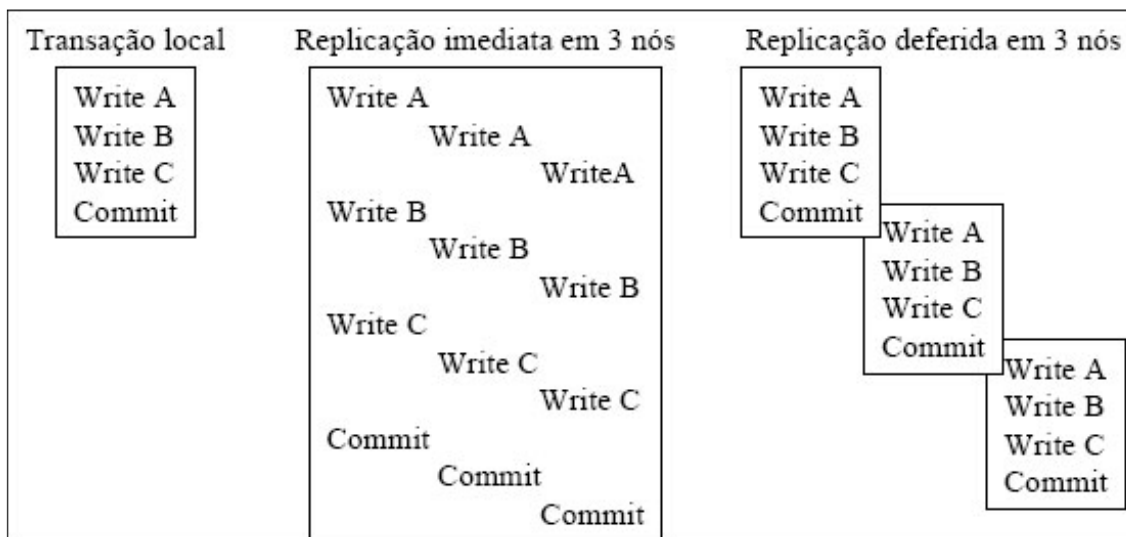 Transação local
Write A
Write B
Write C
Commit
Replicação imediata em 3 nós
Write A
Write A
WriteA
Write B
Write B
Write B
Write C
Write C
Write C
Commit
Commit
Commit
Replicação deferida em 3 nós
Write A
Write B
Write C
Commit
Write A
Write B
Write C
Commit
Write A
Write B
Write C
Commit